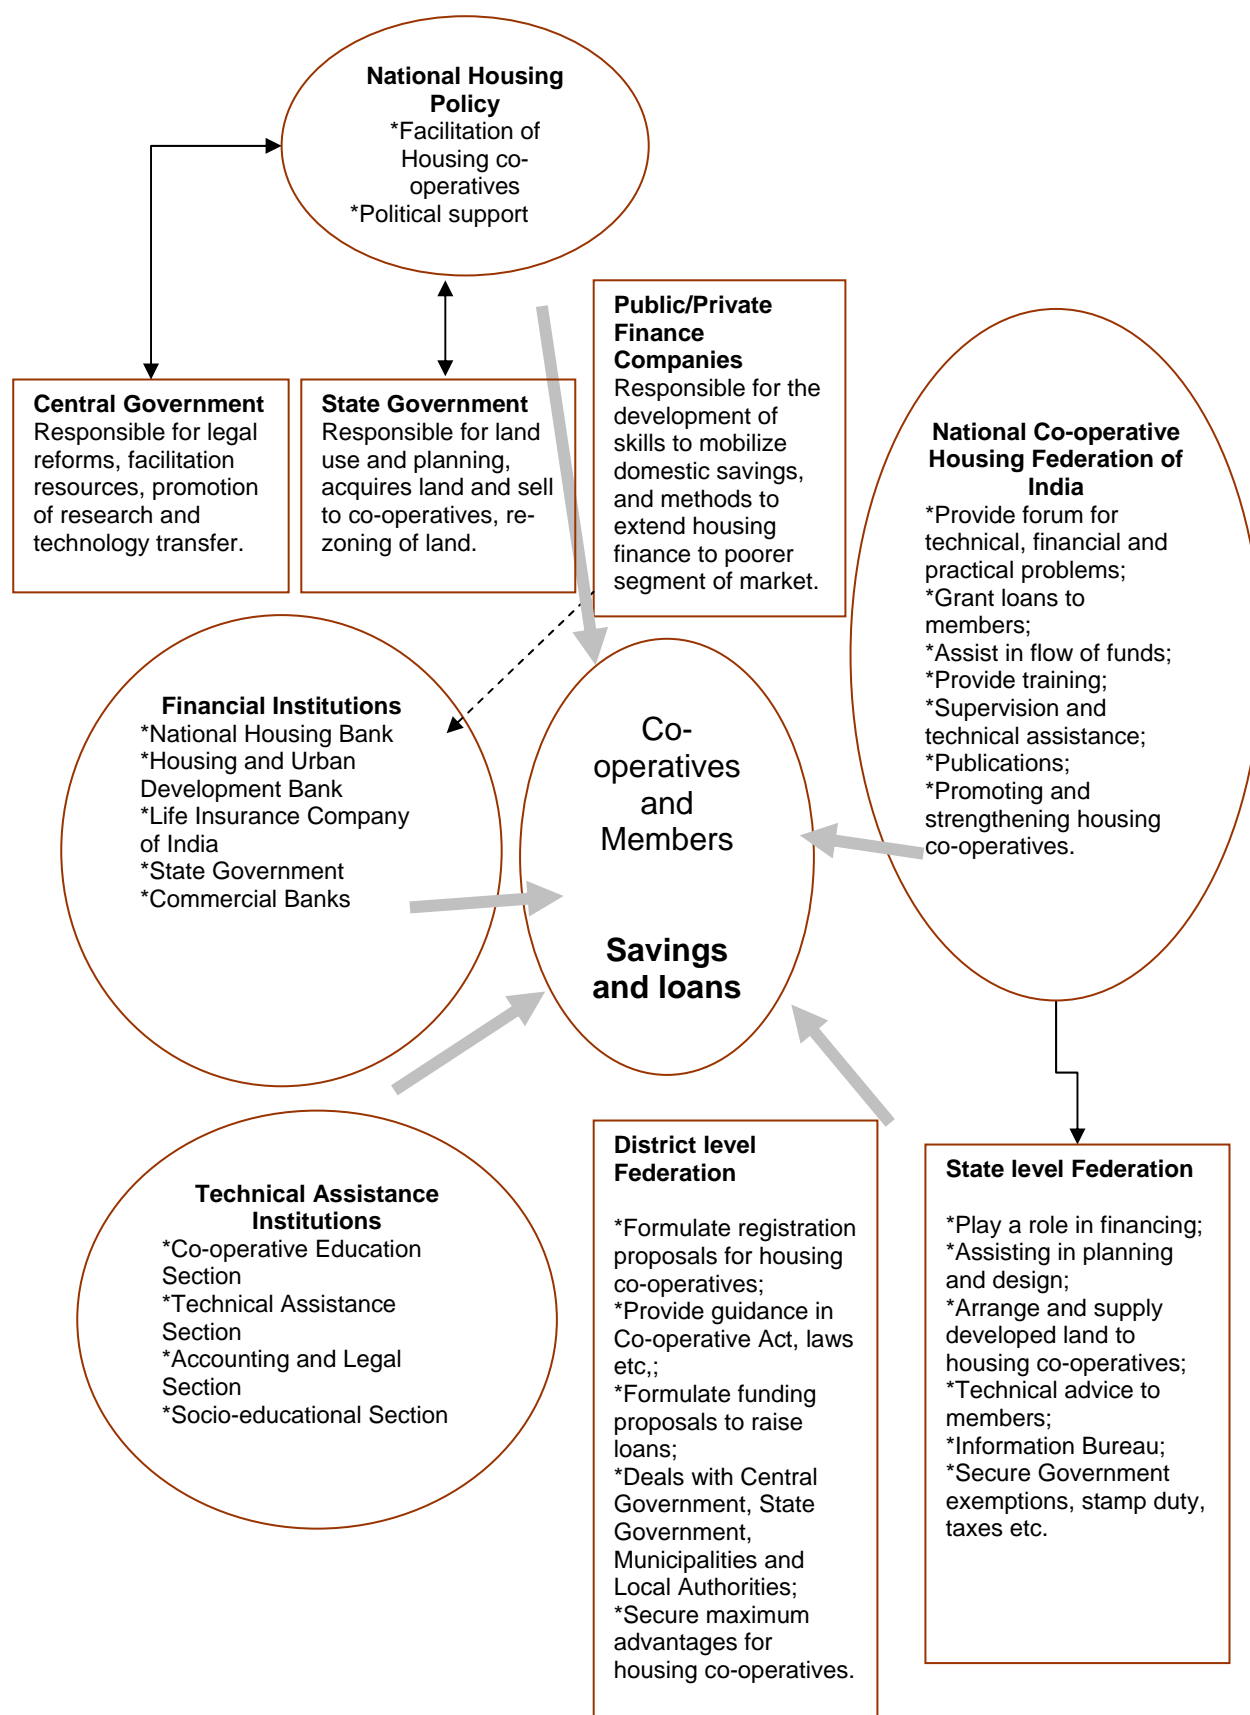 National Housing
Policy
*Facilitation of
Housing co-
operatives
*Political support
Public/Private
Finance
Companies
Responsible for the
development of
skills to mobilize
domestic savings,
and methods to
extend housing
finance to poorer
segment of market.
Central Government
Responsible for legal
reforms, facilitation
resources, promotion
of research and
technology transfer.
State Government
Responsible for land
use and planning,
acquires land and sell
to co-operatives, re-
zoning of land.
National Co-operative
Housing Federation of
India
*Provide forum for
technical, financial and
practical problems;
*Grant loans to
members;
*Assist in flow of funds;
*Provide training;
*Supervision and
technical assistance;
*Publications;
*Promoting and
strengthening housing
co-operatives.
Financial Institutions
*National Housing Bank
*Housing and Urban
Development Bank
*Life Insurance Company
of India
*State Government
*Commercial Banks
Co-
operatives
and
Members
Savings
and loans
Technical Assistance
Institutions
*Co-operative Education
Section
*Technical Assistance
Section
*Accounting and Legal
Section
*Socio-educational Section
District level
Federation
*Formulate registration
proposals for housing
co-operatives;
*Provide guidance in
Co-operative Act, laws
etc,;
*Formulate funding
proposals to raise
loans;
*Deals with Central
Government, State
Government,
Municipalities and
Local Authorities;
*Secure maximum
advantages for
housing co-operatives.
State level Federation
*Play a role in financing;
*Assisting in planning
and design;
*Arrange and supply
developed land to
housing co-operatives;
*Technical advice to
members;
*Information Bureau;
*Secure Government
exemptions, stamp duty,
taxes etc.